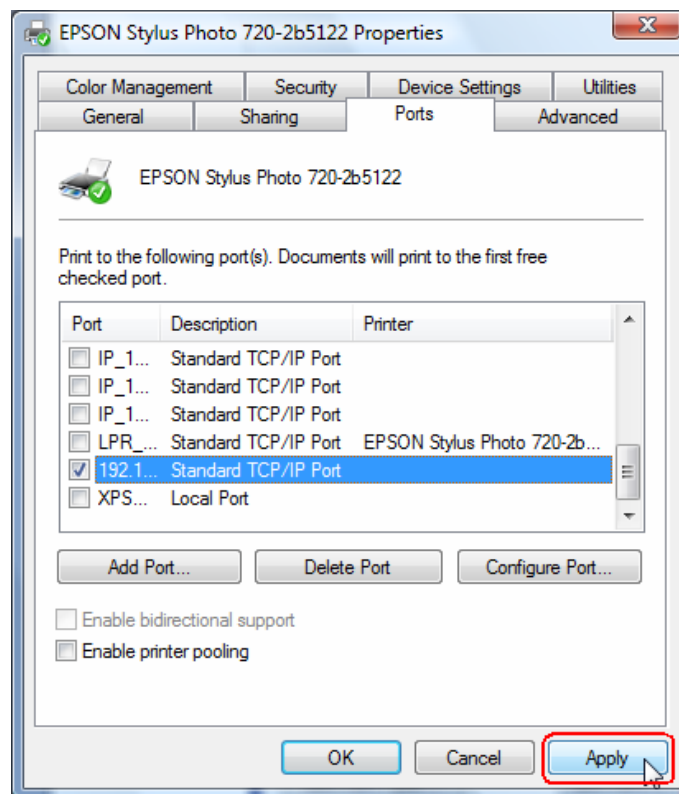 EPSON Stylus Photo 720-2b5122 Properties
Color Management Security Device Settings Utilities
General Sharing Ports Advanced
EPSON Stylus Photo 720-2b5122
Print to the following port(s). Documents will print to the first free
checked port.
Port Description Printer
IP_1... Standard TCP/IP Port
IP_1... Standard TCP/IP Port
IP_1... Standard TCP/IP Port
LPR_... Standard TCP/IP Port EPSON Stylus Photo 720-2b...
192.1... Standard TCP/IP Port
XPS... Local Port
Add Port... Delete Port Configure Port...
Enable bidirectional support
Enable printer pooling
OK Cancel Apply